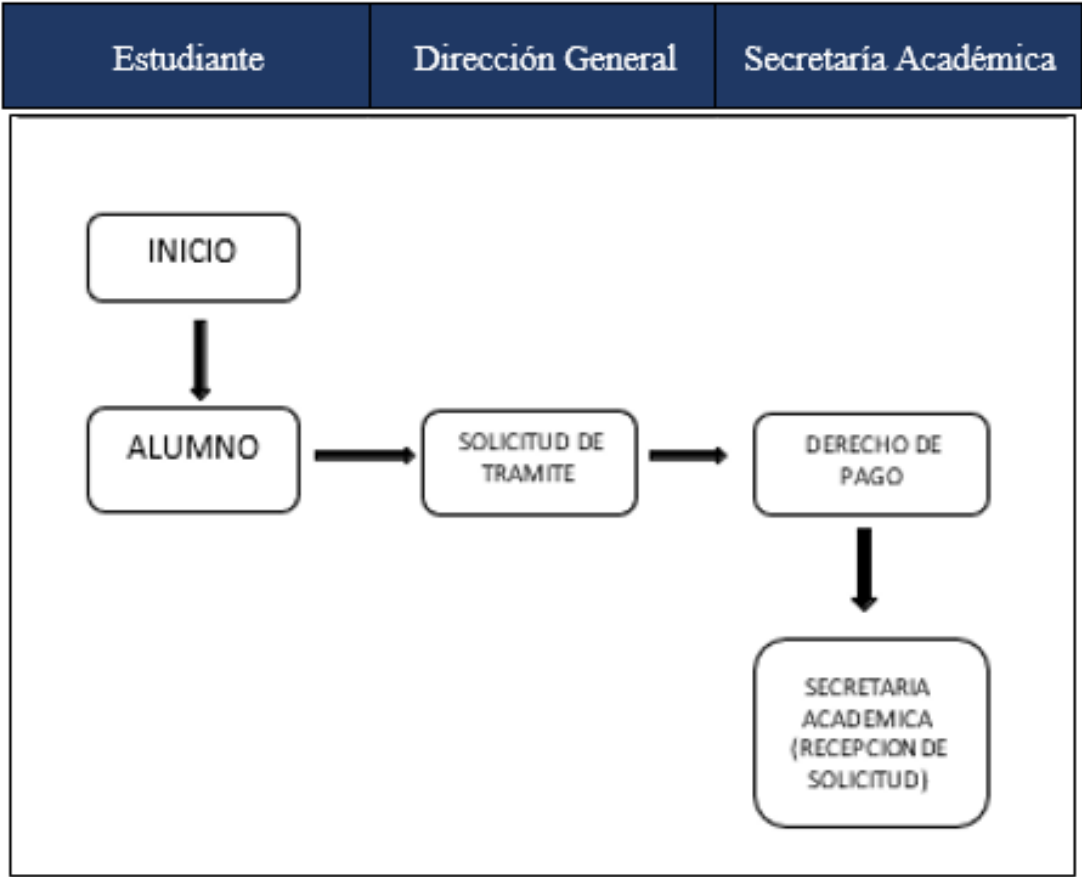 Estudiante
Dirección General
Secretaría Académica
INICIO
ALUMNO
SOLICITUD DE
TRAMITE
DERECHO DE
PAGO
SECRETARIA
ACADEMICA
(RECEPCION DE
SOLICITUD)